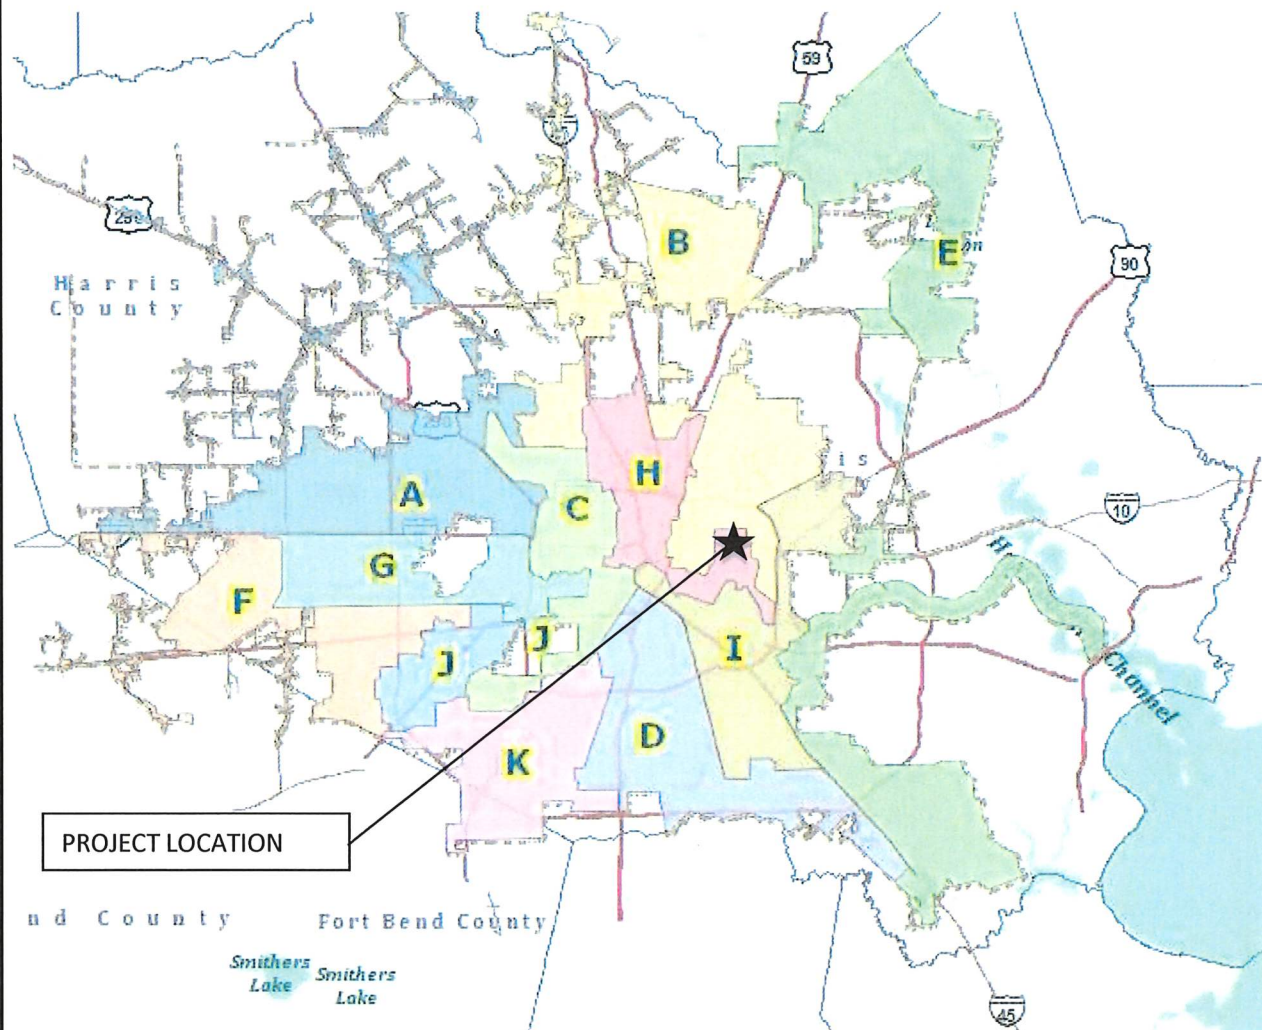 59
290
B
E
90
Harris
County
A
H
is
C
10
G
H
F
J
J
I
Channel
D
K
PROJECT LOCATION
nd County
Fort Bend County
Smithers
Lake
Smithers
Lake
45